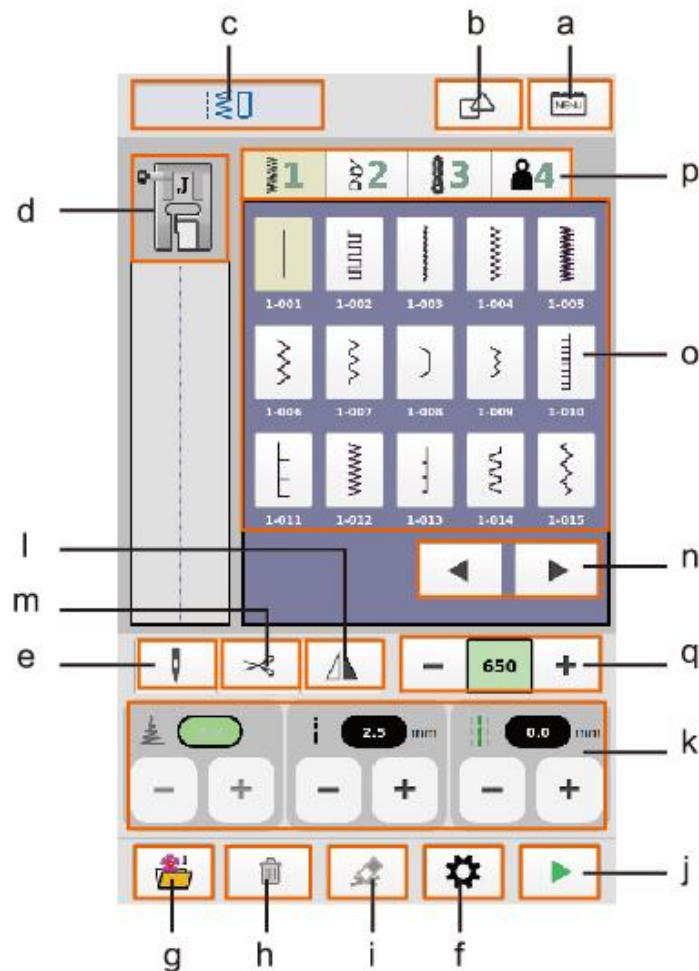 b a
c
MENU
J
d
1 2 3 4
p
1-001 1-002 1-003 1-004 1-005
o
1-006 1-007 1-008 1-009 1-010
1-011 1-012 1-013 1-014 1-015
l
n
m
e
− 650 +
q
2.5 mm 0.0 mm
k
− + − + − +
j
g h i f